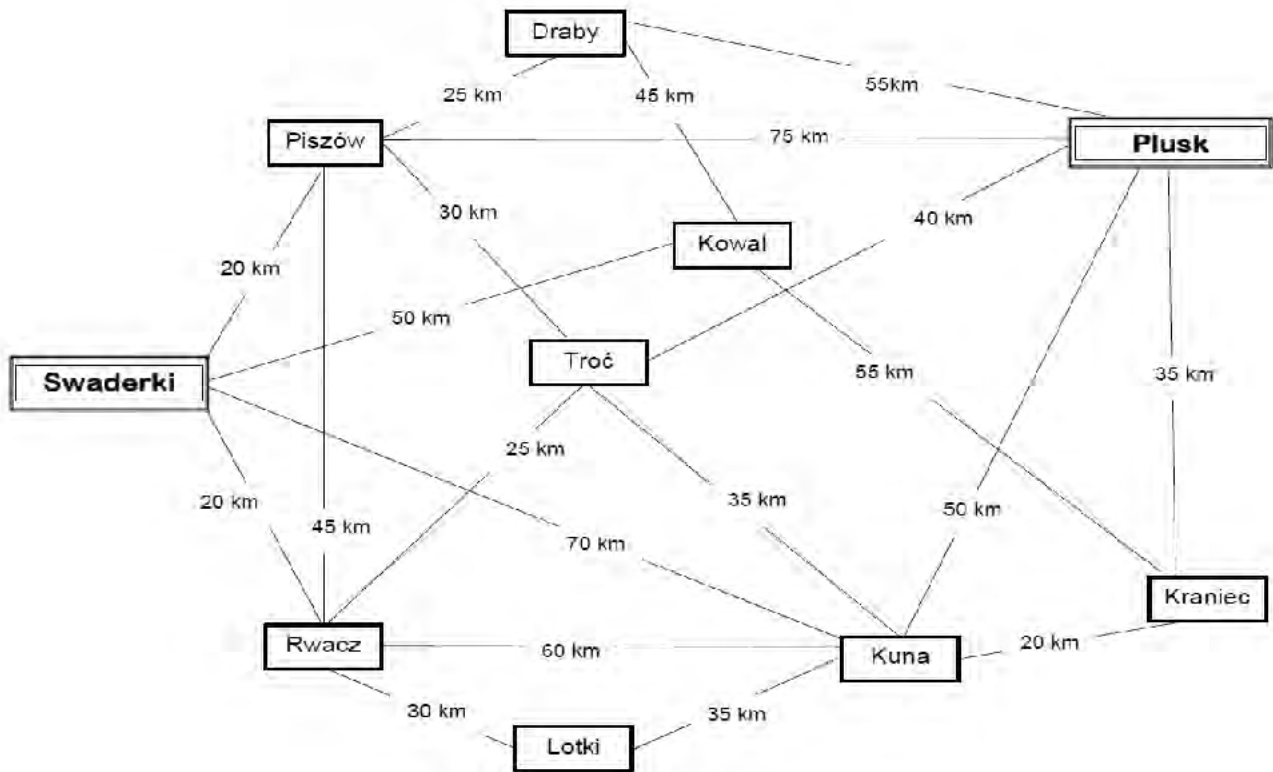 Draby
25 km
45 km
55km
Piszów
75 km
Plusk
30 km
40 km
Kowal
20 km
50 km
Troć
Swaderki
55 km
35 km
25 km
20 km
45 km
35 km
50 km
70 km
Kraniec
Rwacz
60 km
Kuna
20 km
30 km
35 km
Lotki